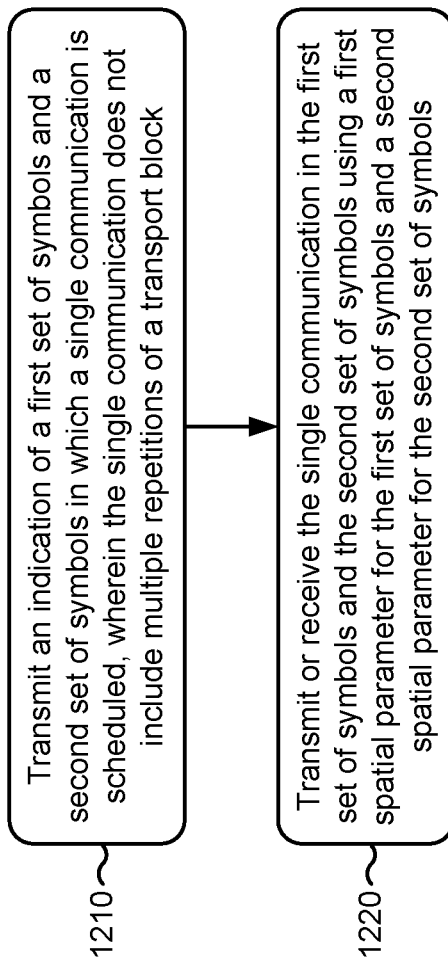 1210
Transmit an indication of a first set of symbols and a
second set of symbols in which a single communication is
scheduled, wherein the single communication does not
include multiple repetitions of a transport block
1220
Transmit or receive the single communication in the first
set of symbols and the second set of symbols using a first
spatial parameter for the first set of symbols and a second
spatial parameter for the second set of symbols